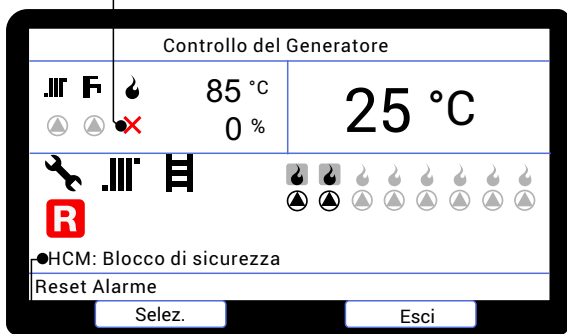 Controllo del Generatore
85 °C
0 %
25 °C
R
HCM: Blocco di sicurezza
Reset Alarme
Selez. Esci